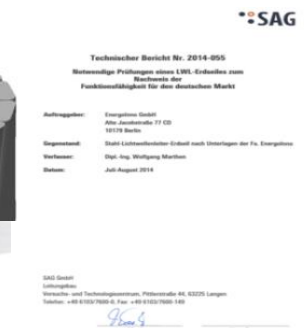 SAG
Technischer Bericht Nr. 2014-055
Notwendige Prüfungen eines LWL-Erdseiles zum
Nachweis der
Funktionsfähigkeit für den deutschen Markt
Auftraggeber: Energoinno GmbH
Alte Jacobstraße 77 CD
10179 Berlin
Gegenstand: Stahl-Lichtwellenleiter-Erdseil nach Unterlagen der Fa.
Verfasser: Dipl.-Ing. Wolfgang Marthen
Datum: Juli-August 2014
SAG GmbH
Leitungsbau
Versuchs- und Technologiezentrum, Pittlerstraße 44, 63225 Langen
Telefon: +49 6103/7600-0, Fax +49 6103/7600-140